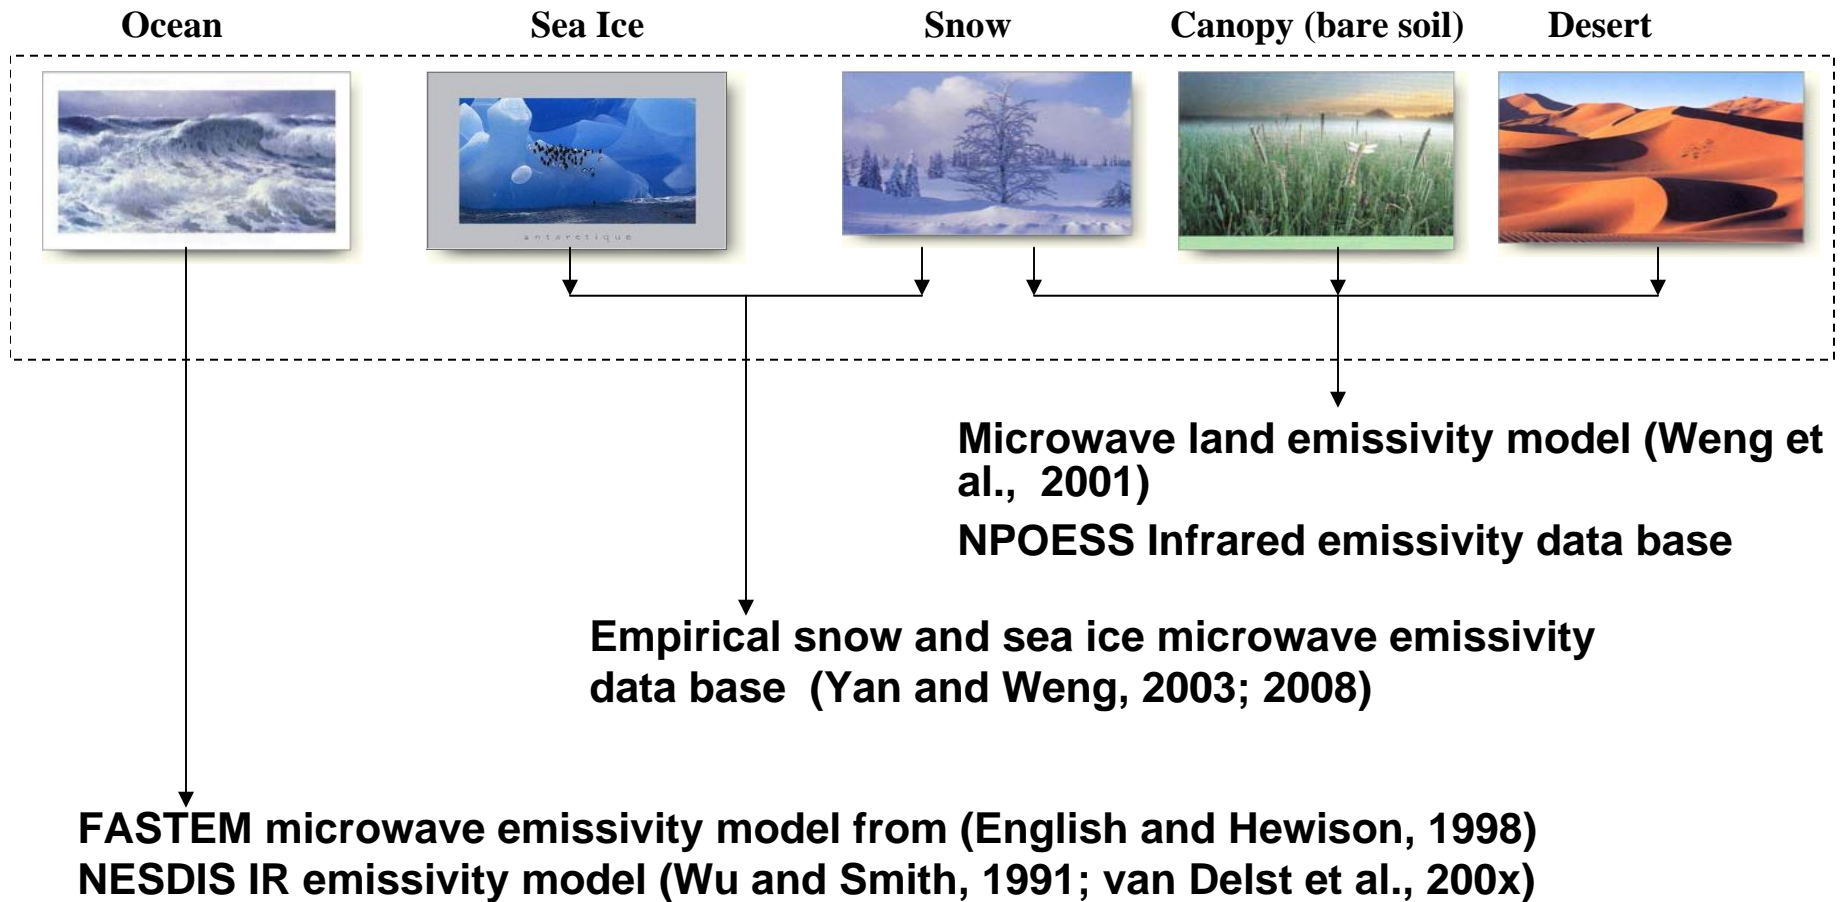 Ocean Sea Ice Snow Canopy (bare soil) Desert
antarctique
Microwave land emissivity model (Weng et
al., 2001)
NPOESS Infrared emissivity data base
Empirical snow and sea ice microwave emissivity
data base (Yan and Weng, 2003; 2008)
FASTEM microwave emissivity model from (English and Hewison, 1998)
NESDIS IR emissivity model (Wu and Smith, 1991; van Delst et al., 200x)